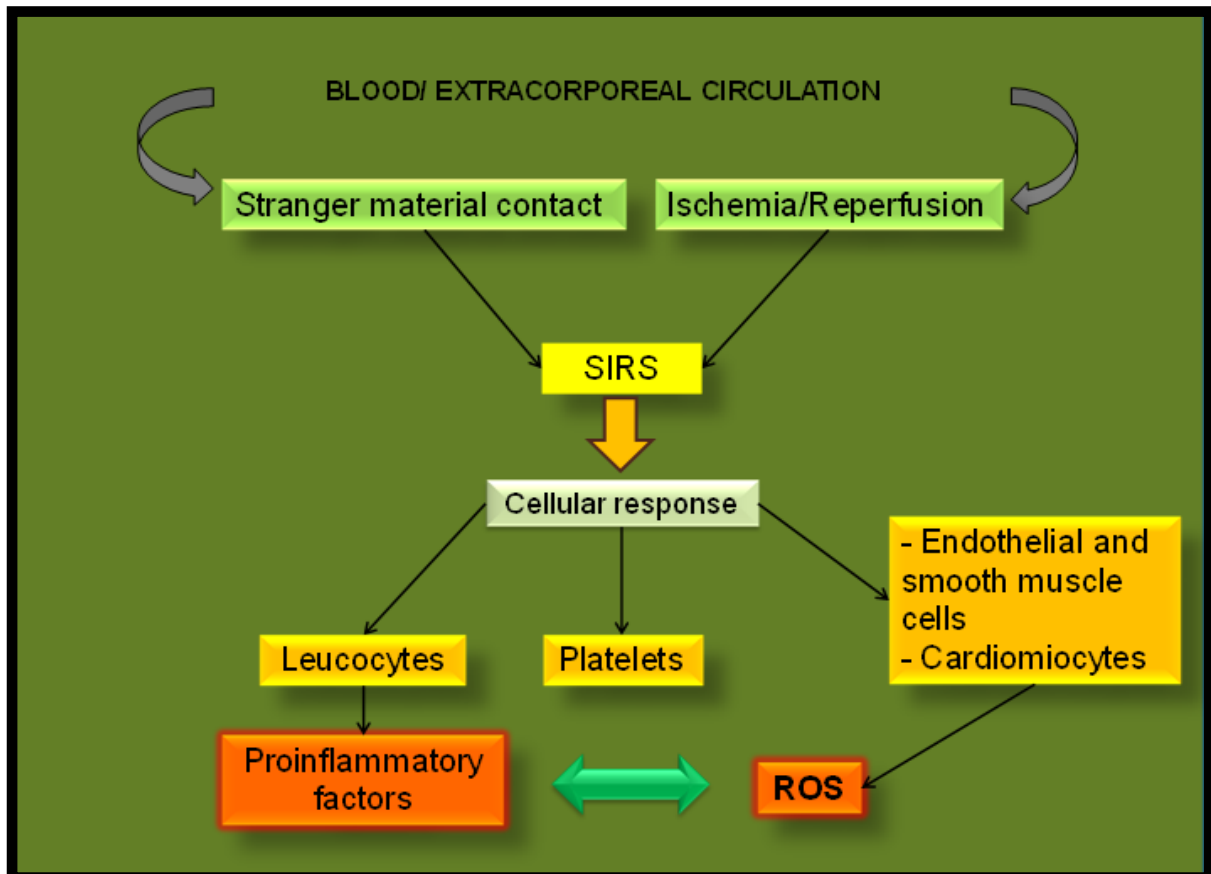 BLOOD/ EXTRACORPOREAL CIRCULATION
Stranger material contact
Ischemia/Reperfusion
SIRS
Cellular response
Leucocytes
Platelets
- Endothelial and
smooth muscle
cells
- Cardiomiocytes
Proinflammatory
factors
ROS